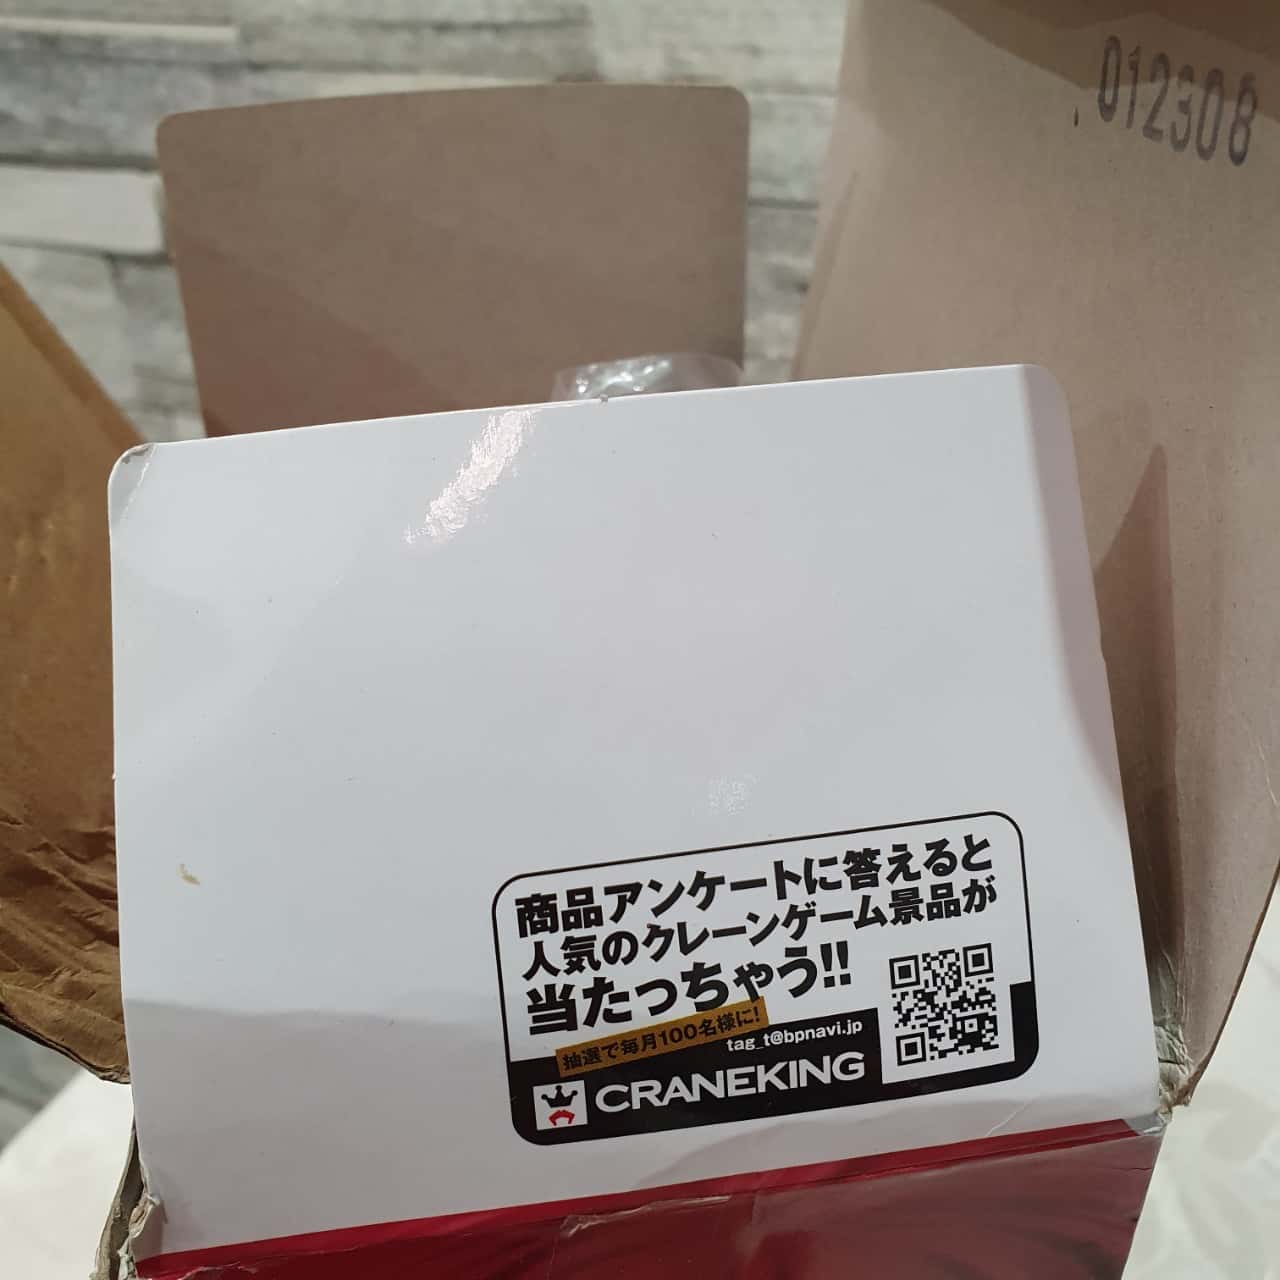 012308
商品アンケートに答えると
人気のクレーンゲーム景品が
当たっちゃう!!
抽選で毎月100名様に!
tag_t@bpnavi.jp
CRANEKING